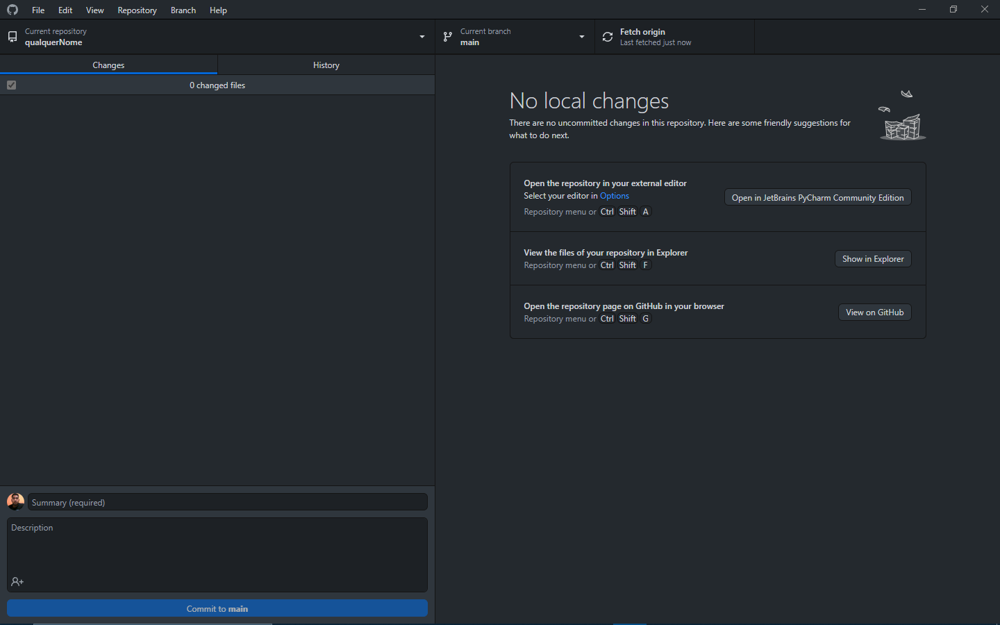 File Edit View Repository Branch Help
Current repository
qualquerNome
Current branch
main
Fetch origin
Last fetched just now
Changes
History
0 changed files
No local changes
There are no uncommitted changes in this repository. Here are some friendly suggestions for
what to do next.
Open the repository in your external editor
Select your editor in Options
Repository menu or Ctrl Shift A
Open in JetBrains PyCharm Community Edition
View the files of your repository in Explorer
Repository menu or Ctrl Shift F
Show in Explorer
Open the repository page on GitHub in your browser
Repository menu or Ctrl Shift G
View on GitHub
Summary (required)
Description
Commit to main